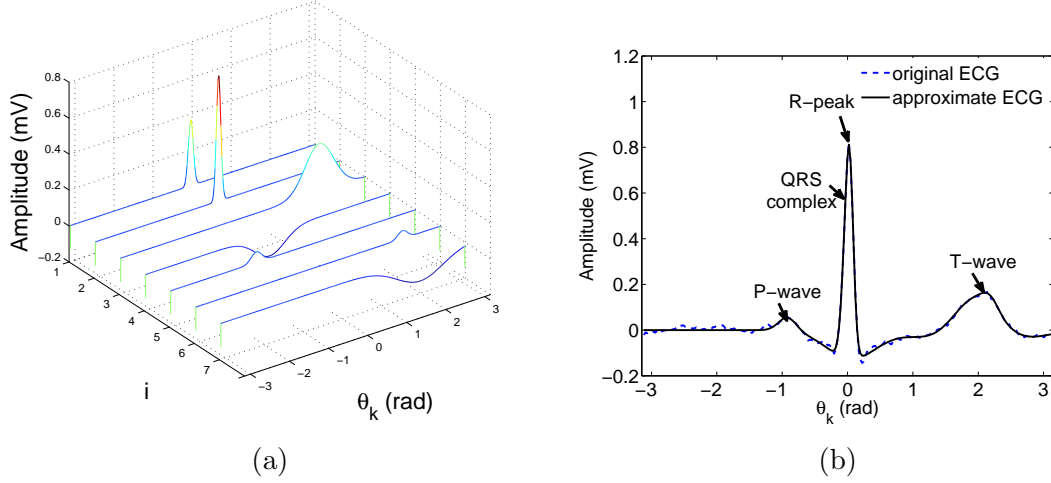 0.8
0.6
0.4
0.2
0
−0.2
Amplitude (mV)
1
2
3
4
5
6
7
i
−3
−2
−1
0
1
2
3
θk (rad)
(a)
1.2
1
0.8
0.6
0.4
0.2
0
−0.2
Amplitude (mV)
original ECG
approximate ECG
R−peak
QRS
complex
P−wave
T−wave
−3
−2
−1
0
1
2
3
θk (rad)
(b)